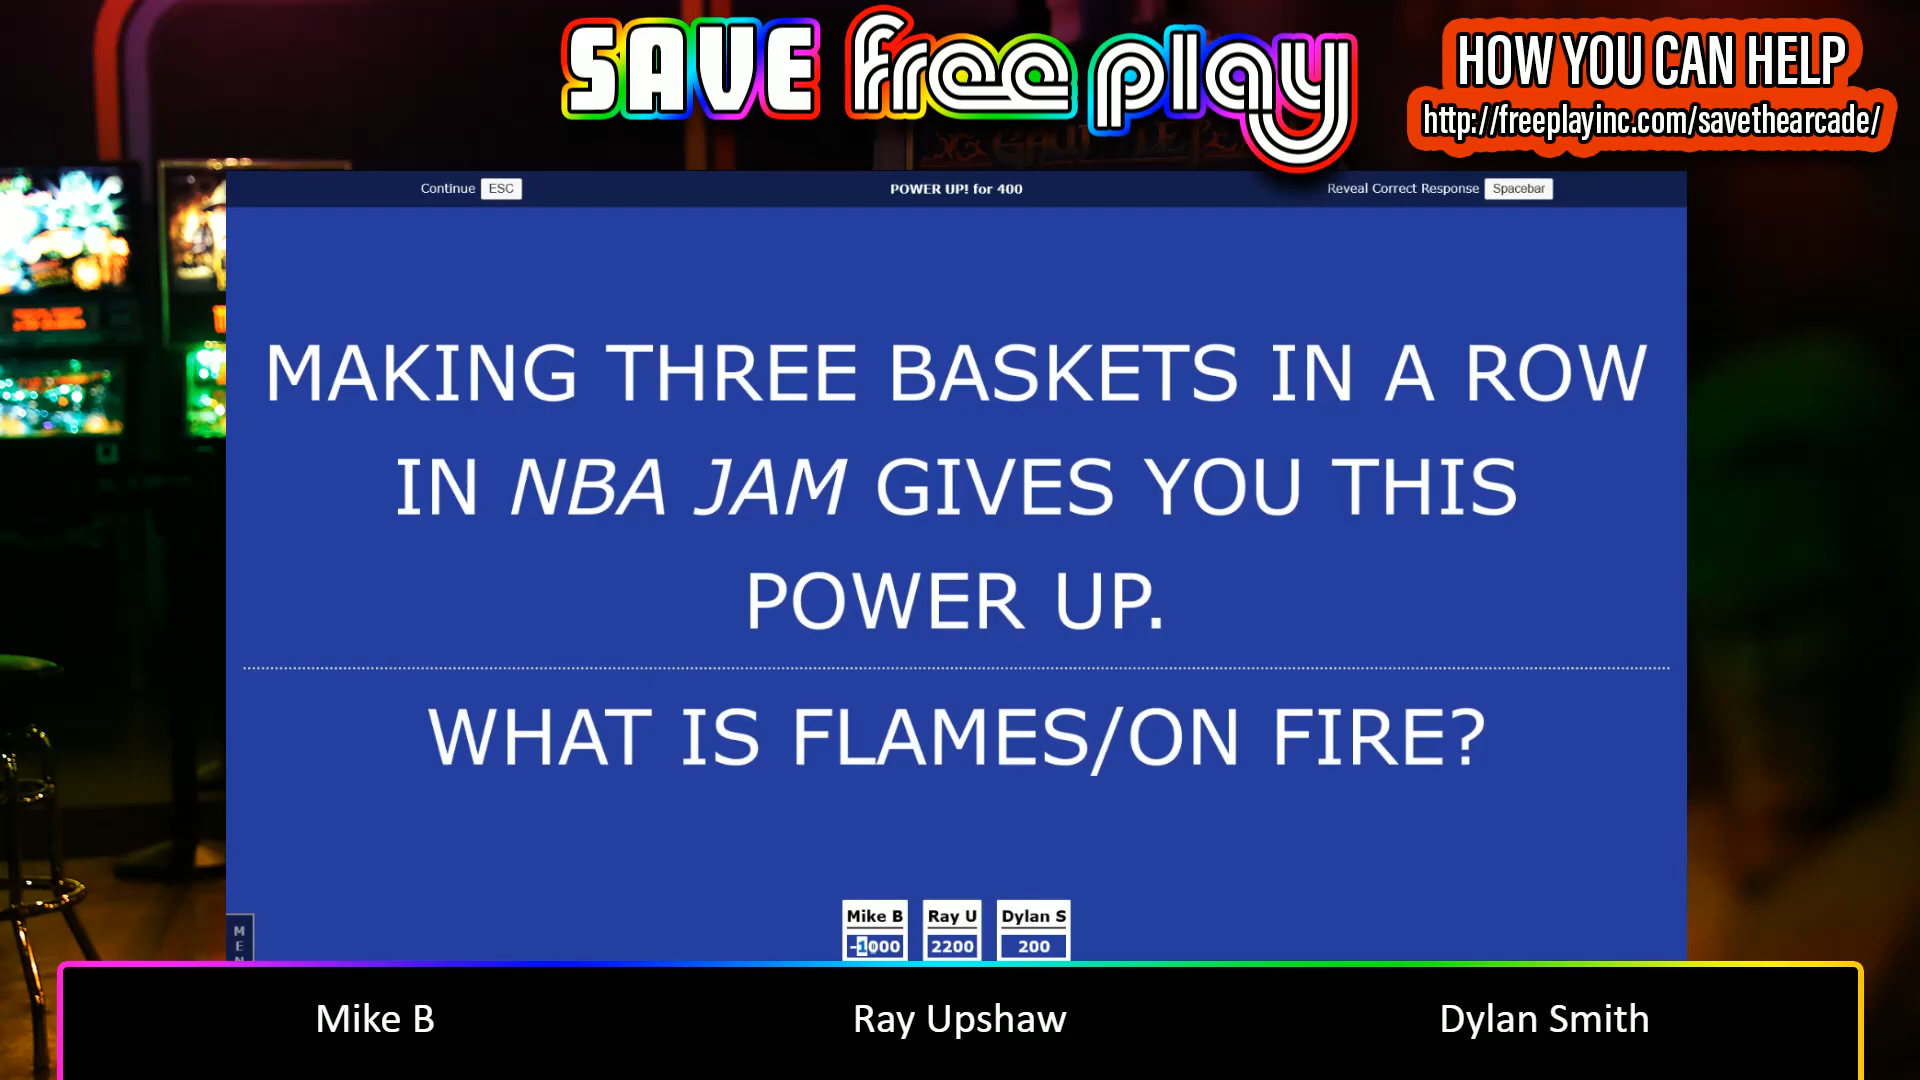 SAVE free play
HOW YOU CAN HELP
http://freeplayinc.com/savethearcade/
Continue ESC
POWER UP! for 400
Reveal Correct Response Spacebar
MAKING THREE BASKETS IN A ROW
IN NBA JAM GIVES YOU THIS
POWER UP.
WHAT IS FLAMES/ON FIRE?
Mike B Ray U Dylan S
-1000 2200 200
M
E
N
Mike B
Ray Upshaw
Dylan Smith